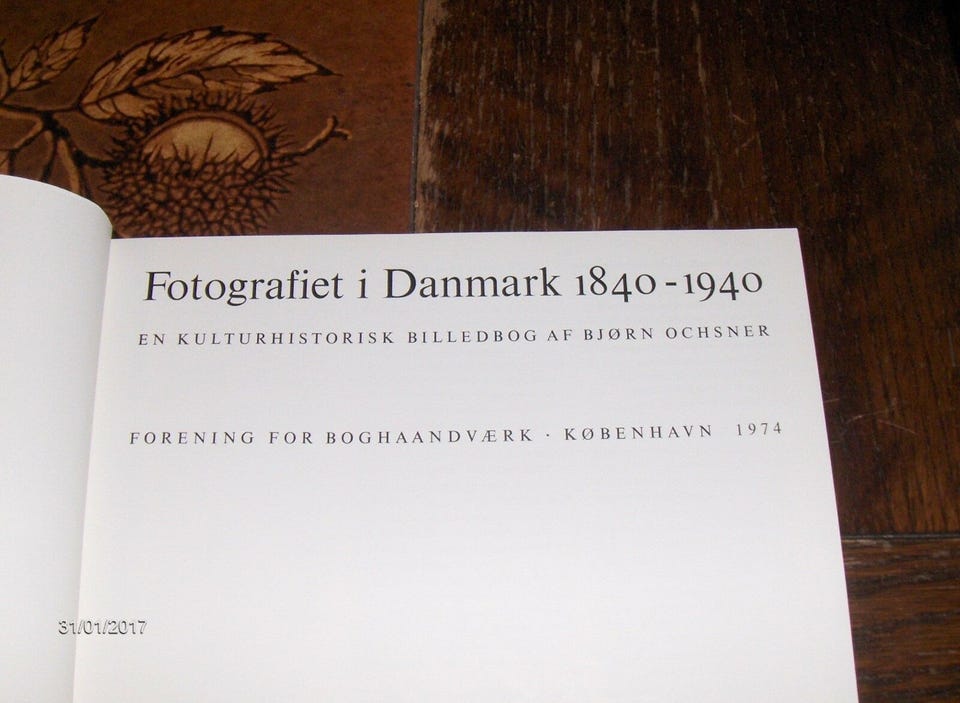 Fotografiet i Danmark 1840-1940
EN KULTURHISTORISK BILLEDBOG AF BJØRN OCHSNER
FORENING FOR BOGHAANDVÆRK · KØBENHAVN 1974
31/01/2017